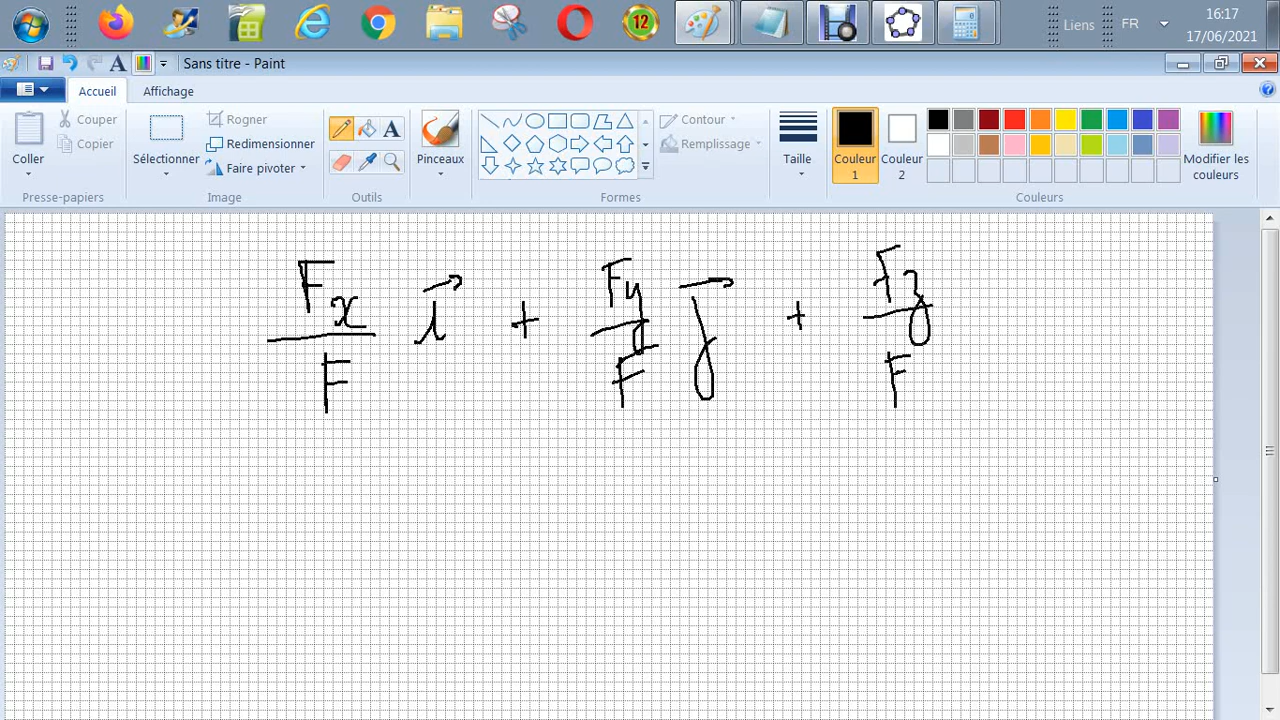 12
Liens FR 16:17
17/06/2021
Sans titre - Paint
Accueil Affichage
Coller Couper
Copier
Presse-papiers
Sélectionner Rogner
Redimensionner
Faire pivoter
Image
A
Outils
Pinceaux
Contour
Remplissage
Formes
Taille
Couleur
1
Couleur
2
Modifier les
couleurs
Couleurs
Fx/F i⃗ + Fy/F j⃗ + Fz/F